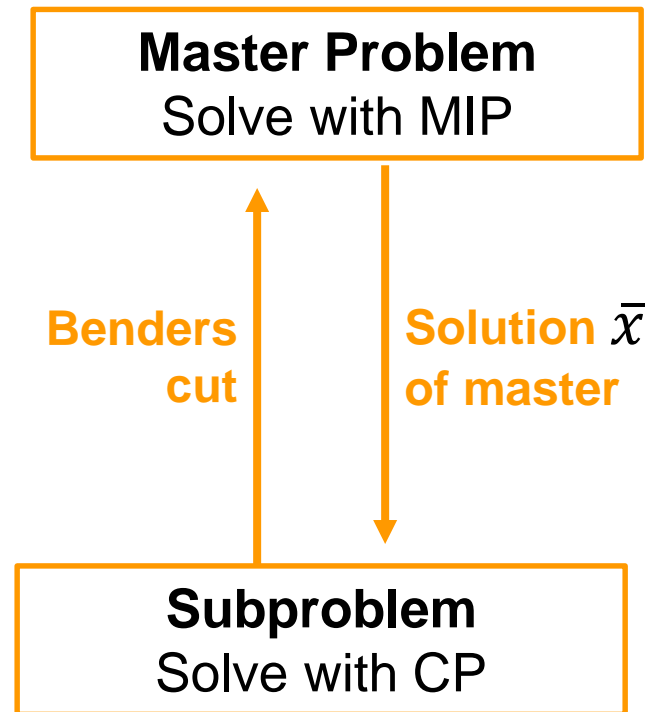 Master Problem
Solve with MIP
Benders
cut
Solution x̄
of master
Subproblem
Solve with CP